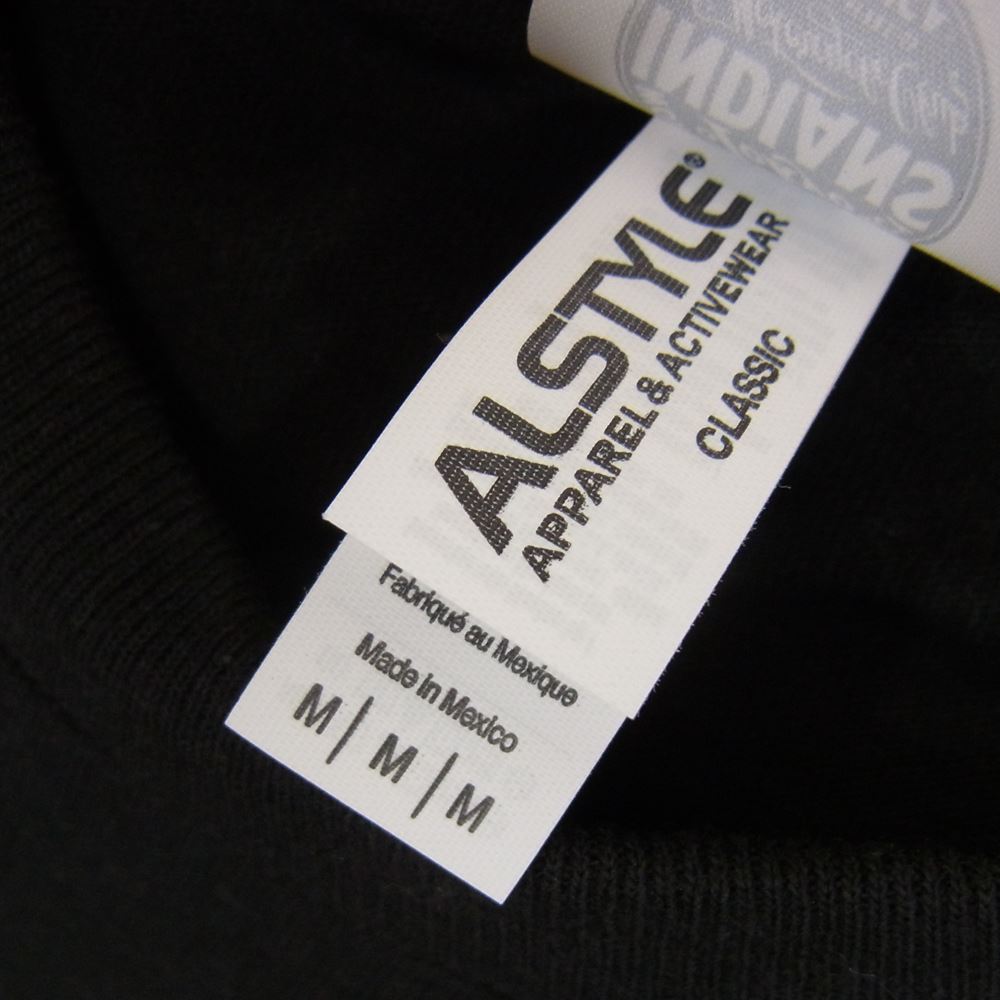 INDIANS
ALSTYLE®
APPAREL & ACTIVEWEAR
CLASSIC
Fabriqué au Mexique
Made in Mexico
M | M | M